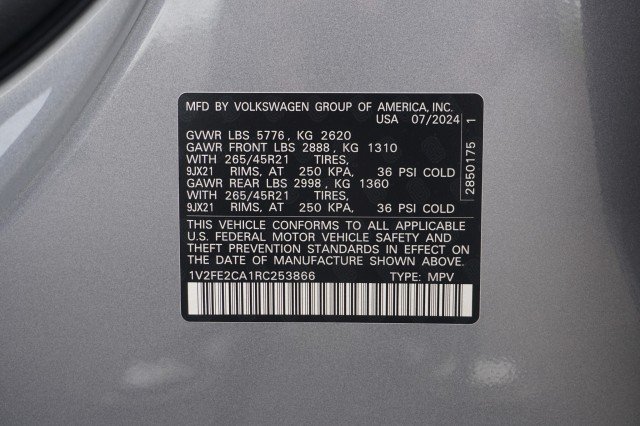 MFD BY VOLKSWAGEN GROUP OF AMERICA, INC.
USA 07/2024
GVWR LBS 5776, KG 2620
GAWR FRONT LBS 2888, KG 1310
WITH 265/45R21 TIRES,
9JX21 RIMS, AT 250 KPA, 36 PSI COLD
GAWR REAR LBS 2998, KG 1360
WITH 265/45R21 TIRES,
9JX21 RIMS, AT 250 KPA, 36 PSI COLD
THIS VEHICLE CONFORMS TO ALL APPLICABLE
U.S. FEDERAL MOTOR VEHICLE SAFETY AND
THEFT PREVENTION STANDARDS IN EFFECT ON
THE DATE OF MANUFACTURE SHOWN ABOVE.
1V2FE2CA1RC253866 TYPE: MPV
2850175 1